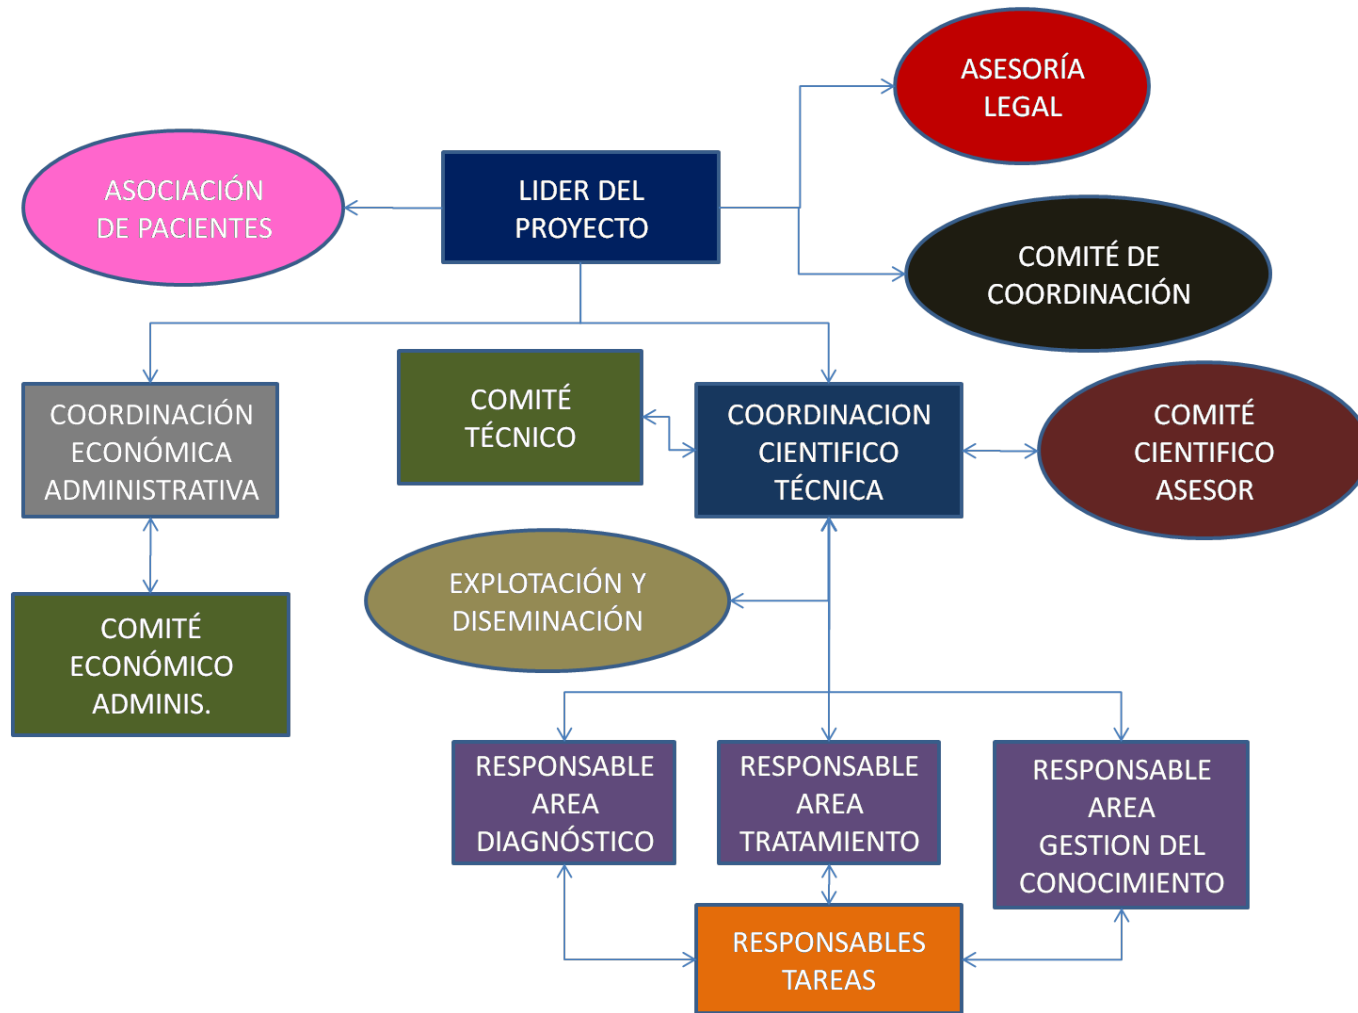 ASESORÍA
LEGAL
ASOCIACIÓN
DE PACIENTES
LIDER DEL
PROYECTO
COMITÉ DE
COORDINACIÓN
COORDINACIÓN
ECONÓMICA
ADMINISTRATIVA
COMITÉ
TÉCNICO
COORDINACION
CIENTIFICO
TÉCNICA
COMITÉ
CIENTIFICO
ASESOR
EXPLOTACIÓN Y
DISEMINACIÓN
COMITÉ
ECONÓMICO
ADMINIS.
RESPONSABLE
AREA
DIAGNÓSTICO
RESPONSABLE
AREA
TRATAMIENTO
RESPONSABLE
AREA
GESTION DEL
CONOCIMIENTO
RESPONSABLES
TAREAS